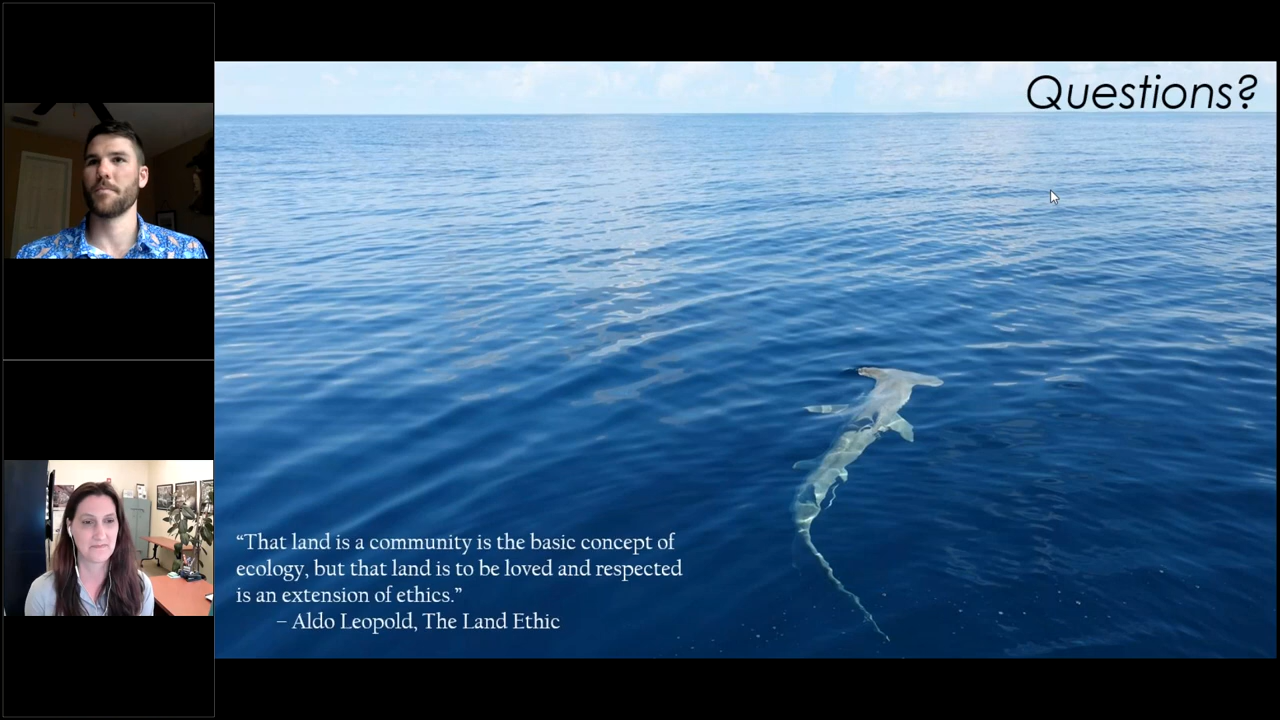 Questions?
“That land is a community is the basic concept of
ecology, but that land is to be loved and respected
is an extension of ethics.”
– Aldo Leopold, The Land Ethic